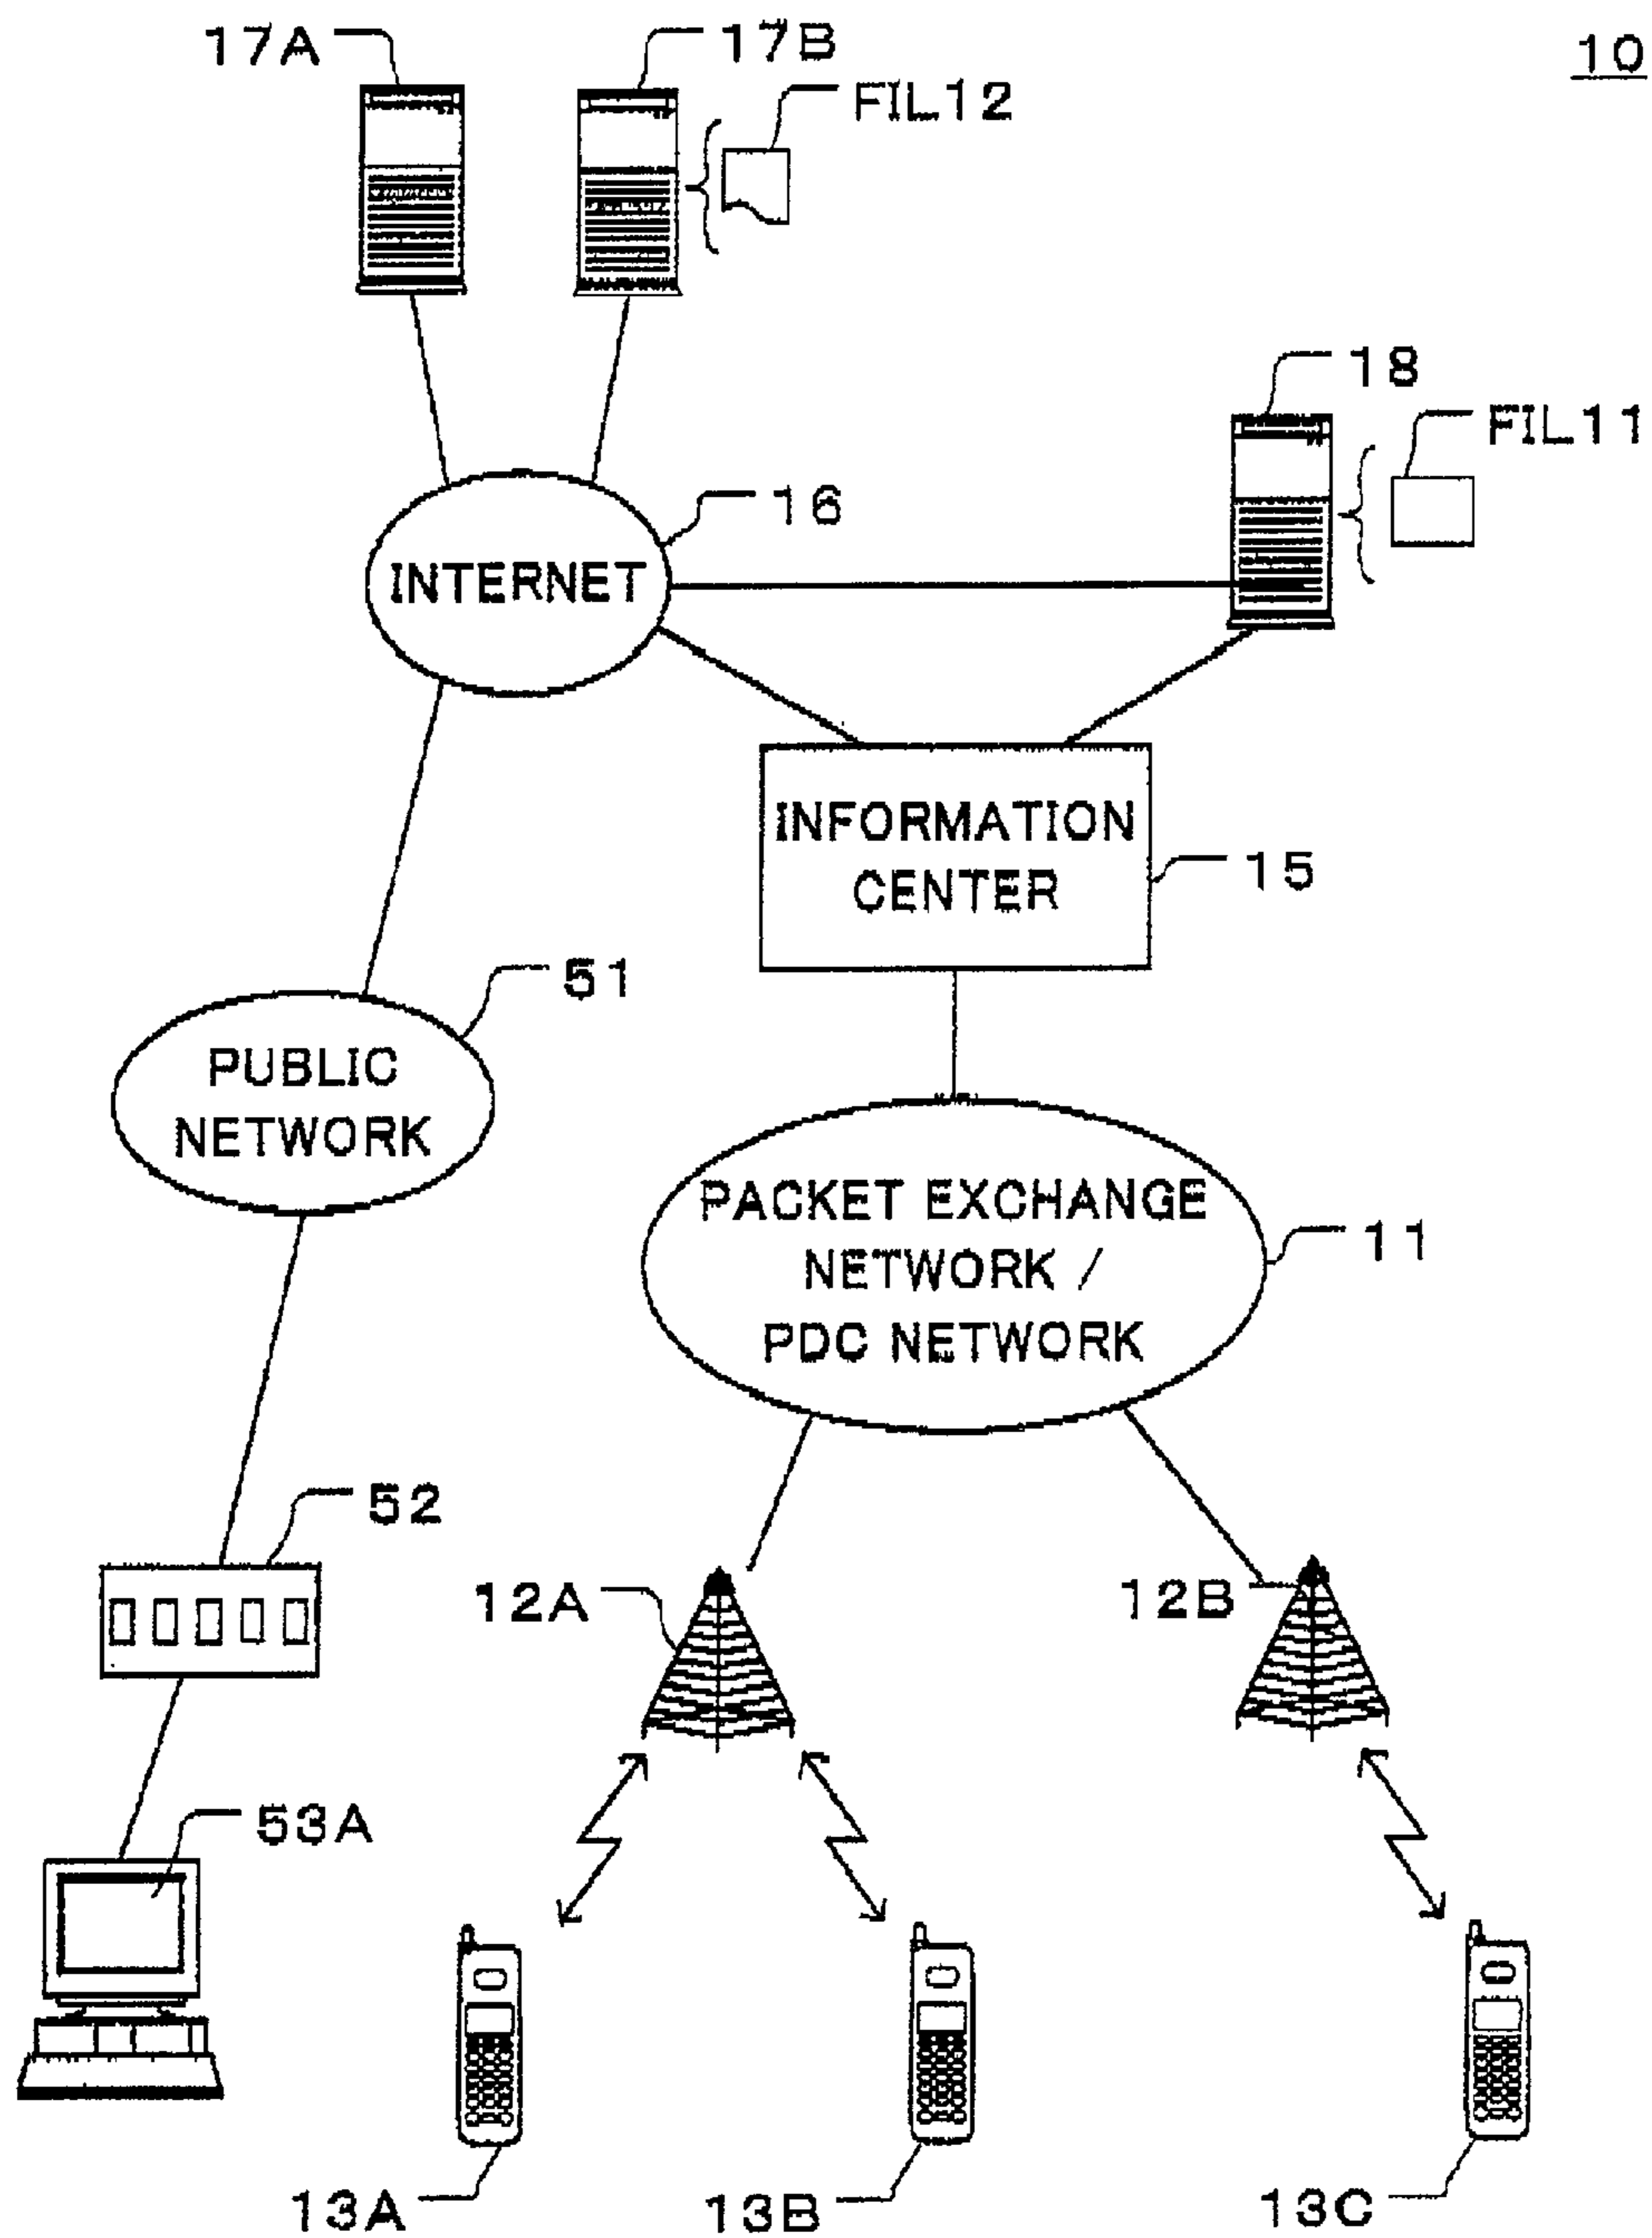 17A
17B
10
FIL12
18
FIL11
16
INTERNET
INFORMATION
CENTER
15
51
PUBLIC
NETWORK
PACKET EXCHANGE
NETWORK /
PDC NETWORK
11
52
12A
12B
53A
13A
13B
13C